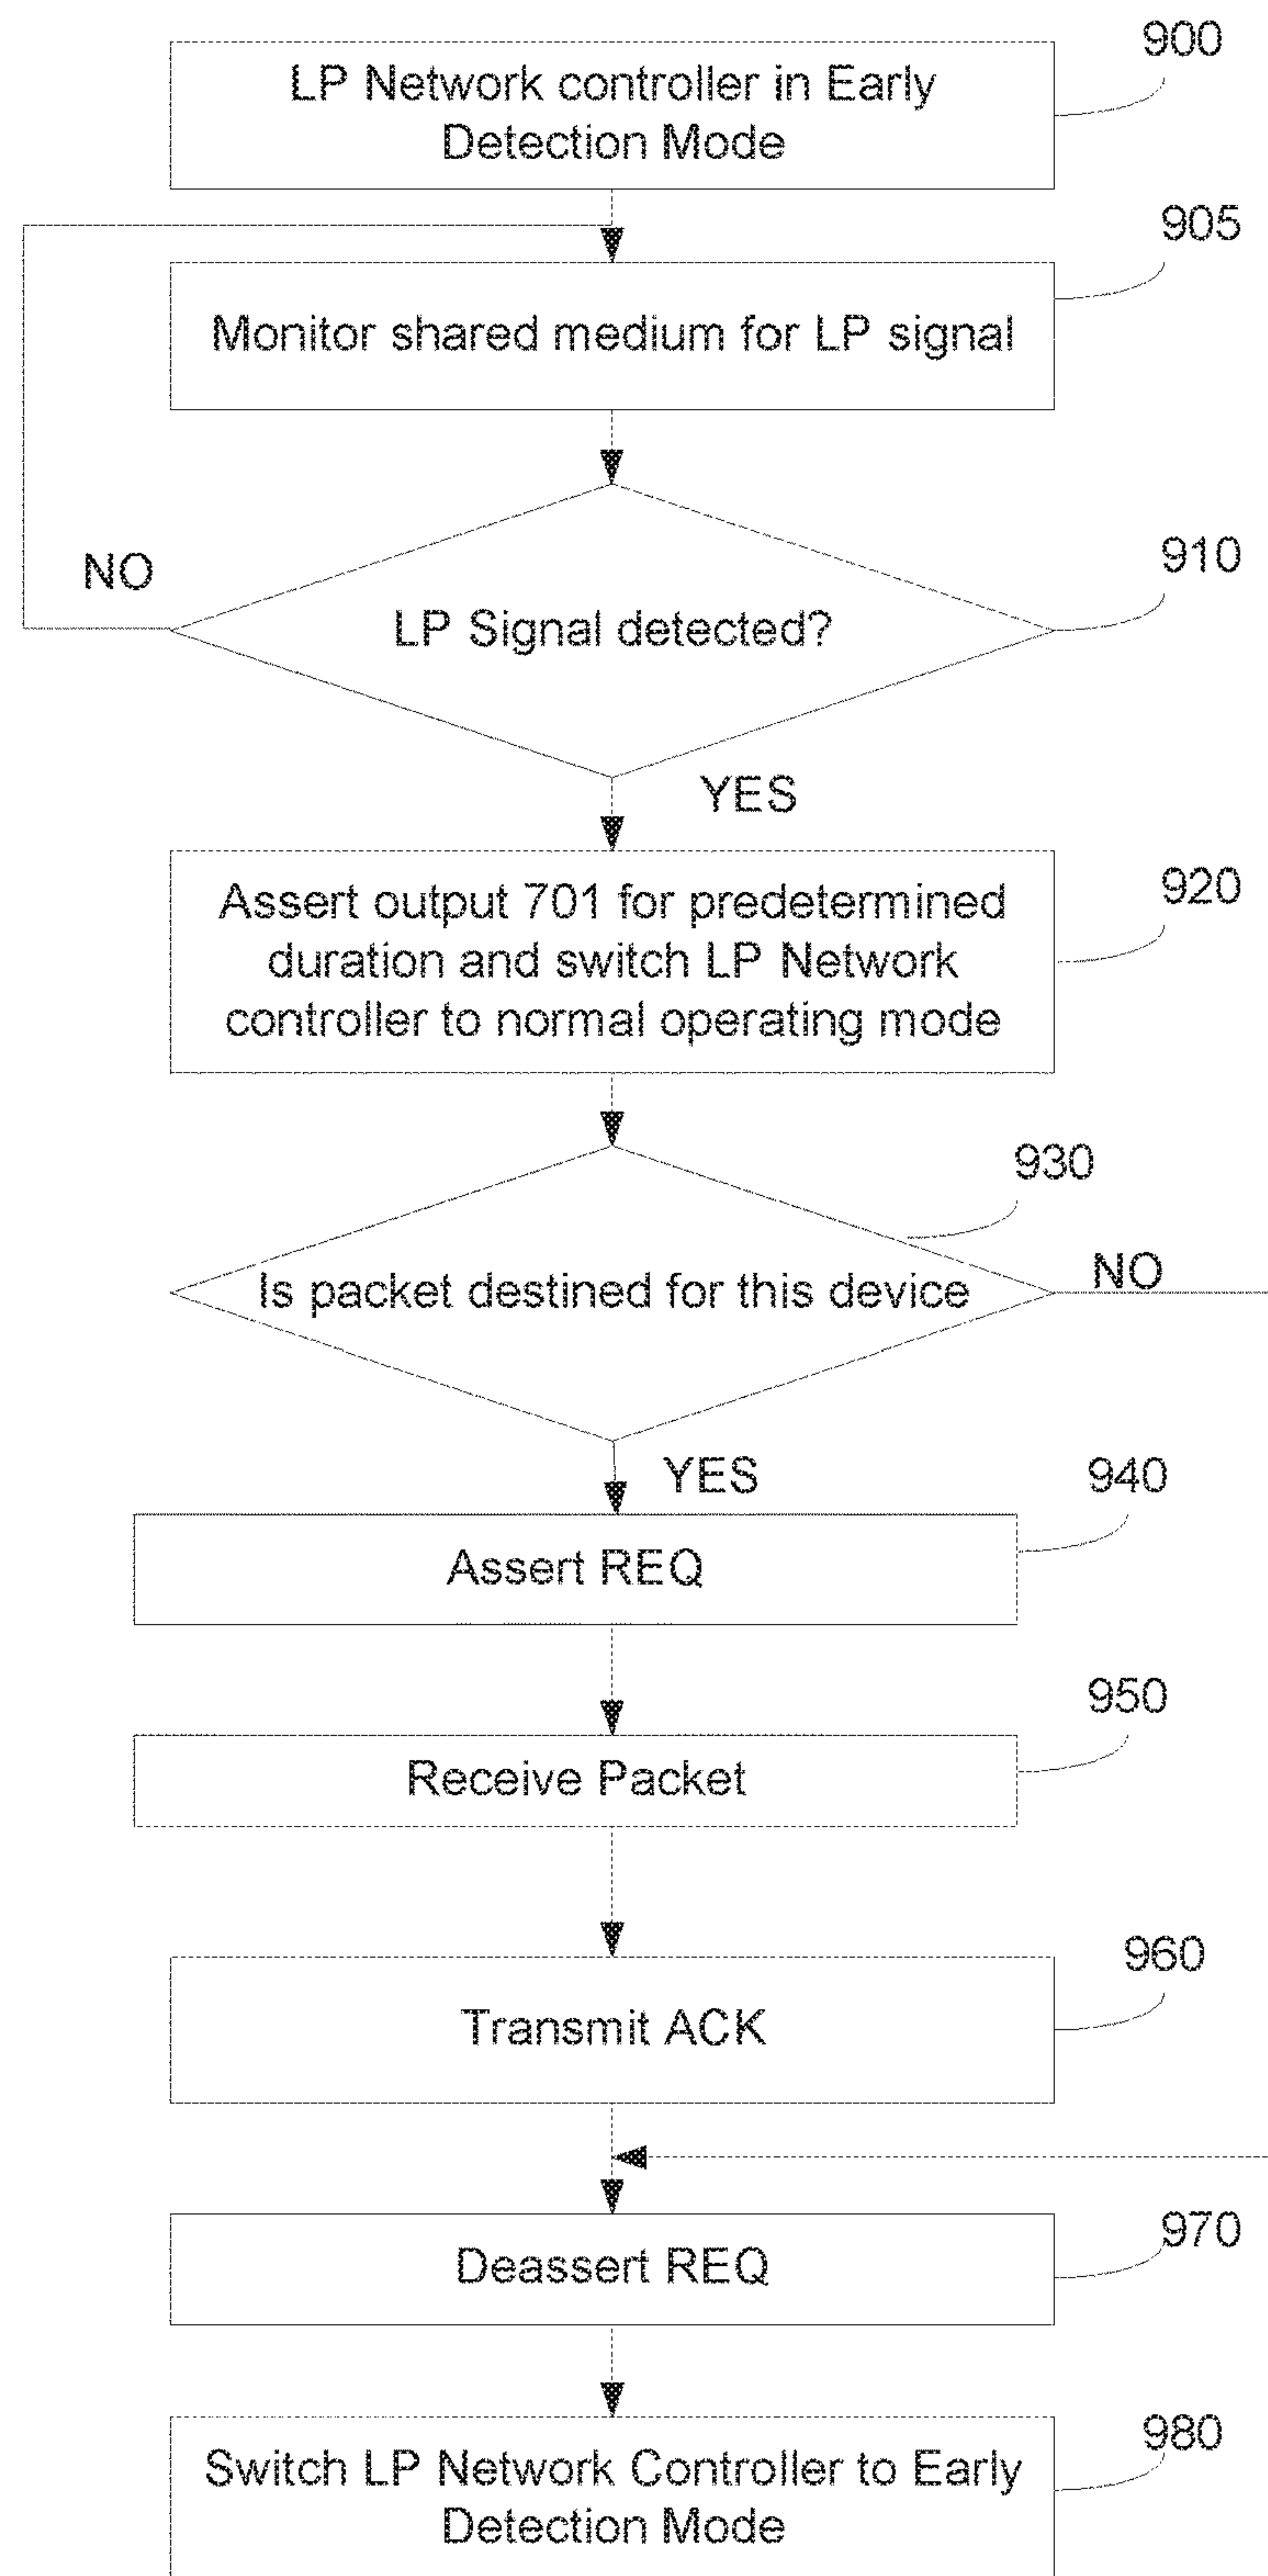 900
LP Network controller in Early
Detection Mode
905
Monitor shared medium for LP signal
910
NO
LP Signal detected?
YES
920
Assert output 701 for predetermined
duration and switch LP Network
controller to normal operating mode
930
Is packet destined for this device
NO
YES
940
Assert REQ
950
Receive Packet
960
Transmit ACK
970
Deassert REQ
980
Switch LP Network Controller to Early
Detection Mode